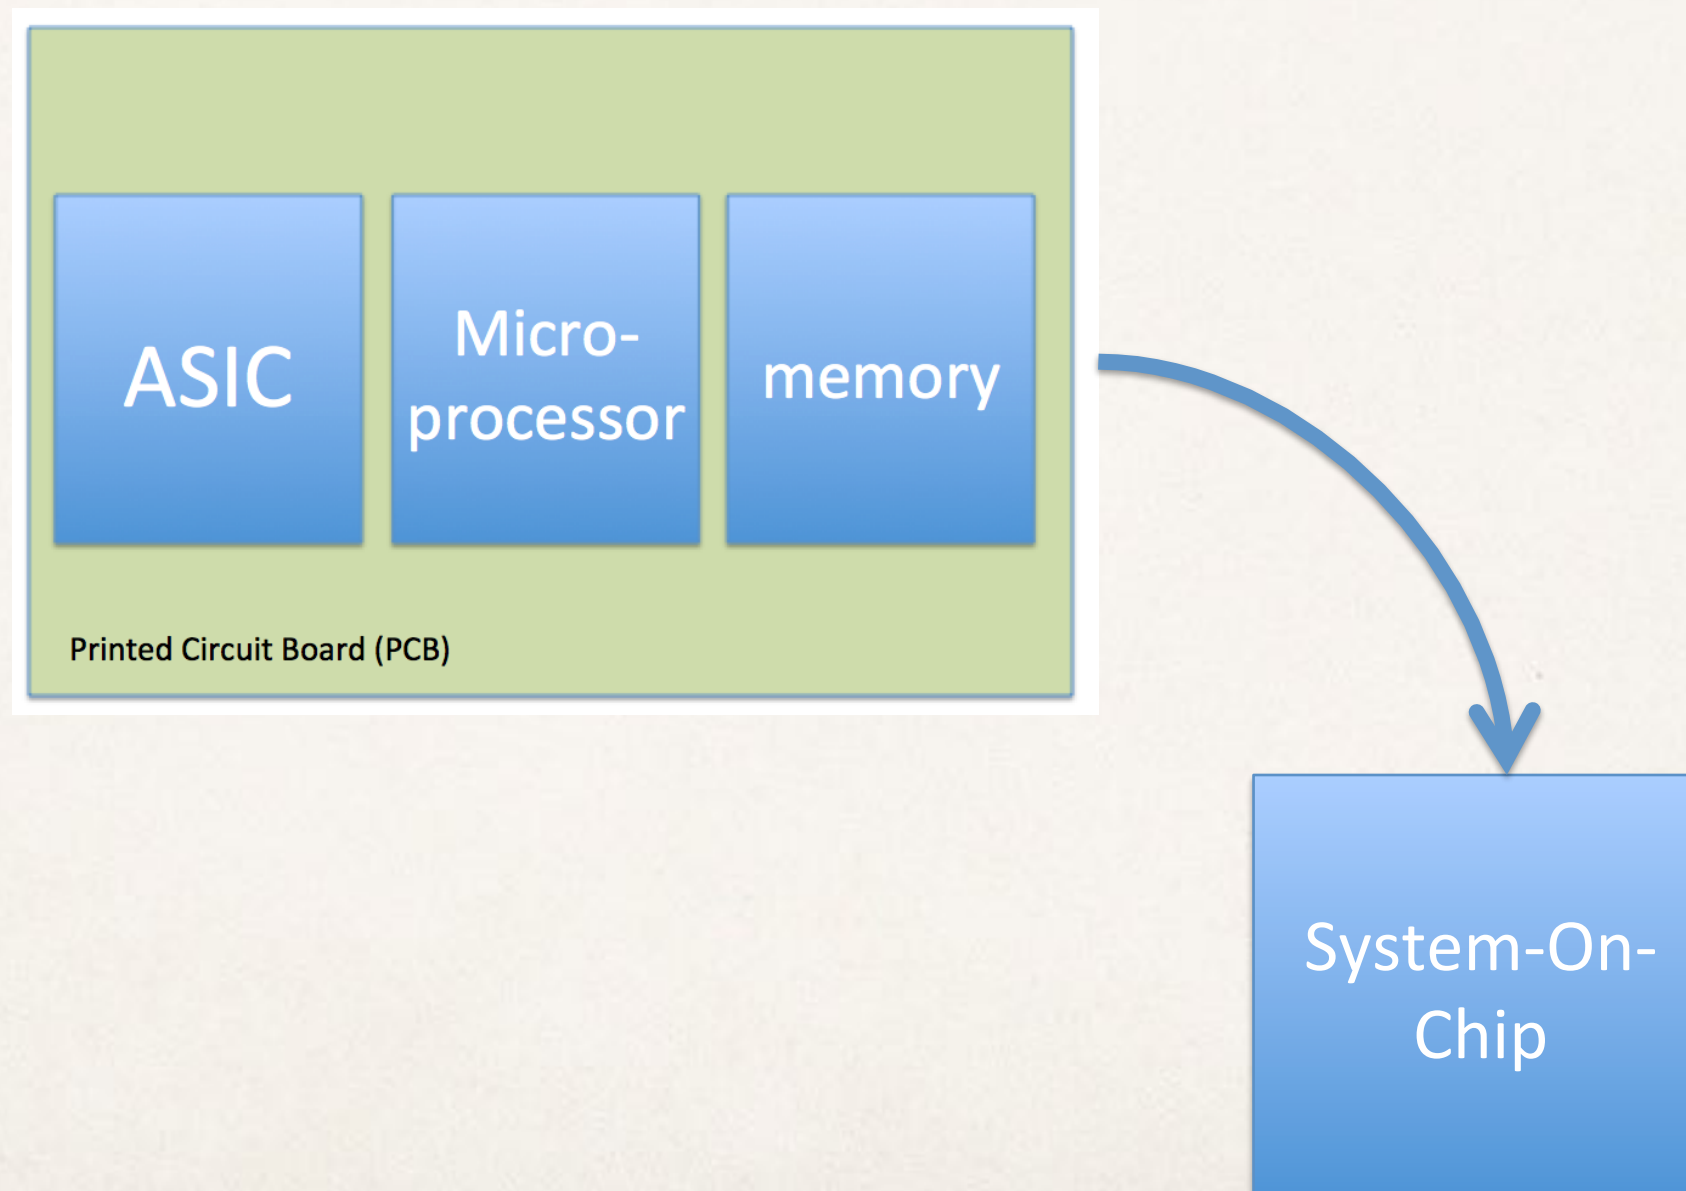 ASIC
Micro-
processor
memory
Printed Circuit Board (PCB)
System-On-
Chip